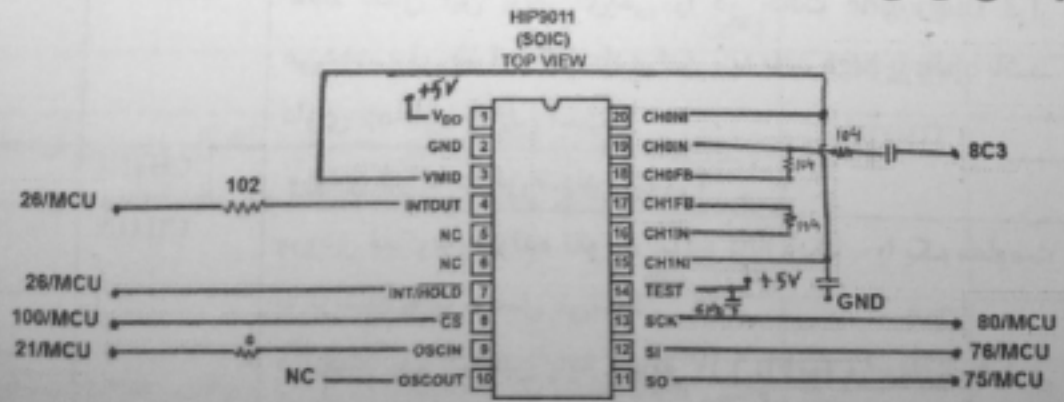 HIP9011
(SOIC)
TOP VIEW
+5V
VDD 1
GND 2
VMID 3
26/MCU 102 INTOUT 4
NC 5
NC 6
26/MCU INT/HOLD 7
100/MCU CS 8
21/MCU 0 OSCIN 9
NC OSCOUT 10
20 CH0NI
19 CH0IN 104 8C3
18 CH0FB 104
17 CH1FB
16 CH1IN 104
15 CH1NI
14 TEST +5V
GND
13 SCK 80/MCU
12 SI 76/MCU
11 SO 75/MCU